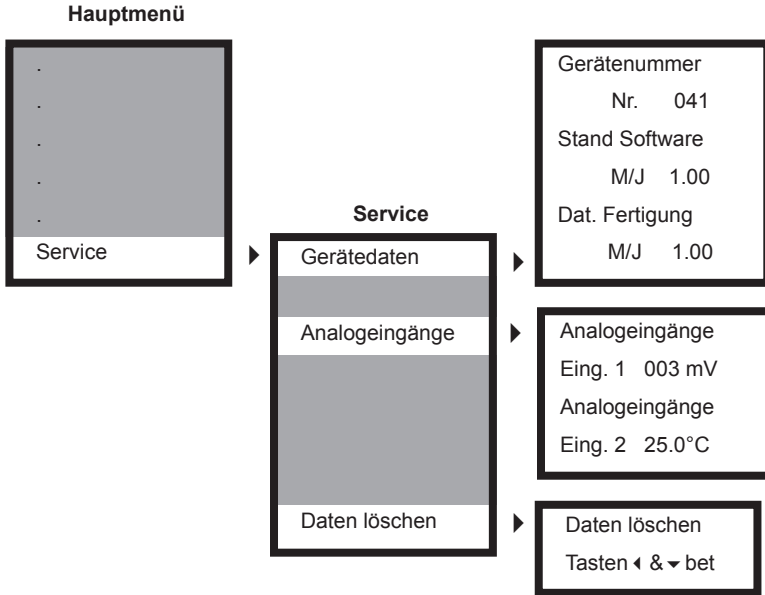 Hauptmenü
.
.
.
.
.
Service
Service
Gerätedaten
Analogeingänge
Daten löschen
Gerätenummer
Nr. 041
Stand Software
M/J 1.00
Dat. Fertigung
M/J 1.00
Analogeingänge
Eing. 1 003 mV
Analogeingänge
Eing. 2 25.0°C
Daten löschen
Tasten ◂ & ▾ bet